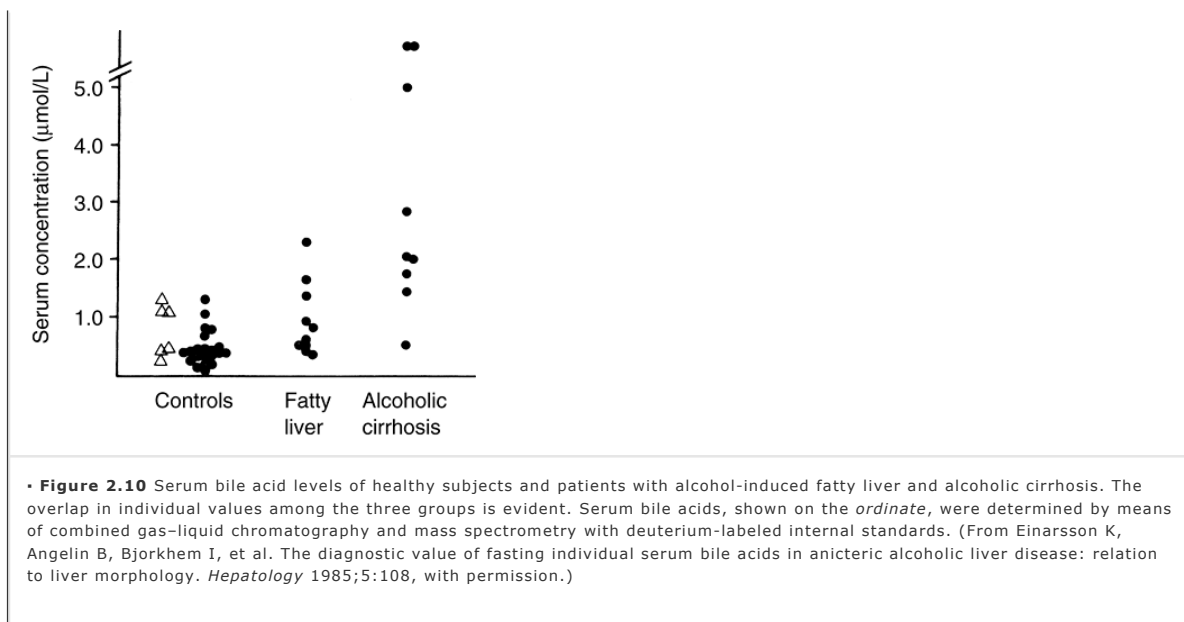 Serum concentration (μmol/L)
5.0
4.0
3.0
2.0
1.0
Controls
Fatty
liver
Alcoholic
cirrhosis
▪ Figure 2.10 Serum bile acid levels of healthy subjects and patients with alcohol-induced fatty liver and alcoholic cirrhosis. The
overlap in individual values among the three groups is evident. Serum bile acids, shown on the ordinate, were determined by means
of combined gas–liquid chromatography and mass spectrometry with deuterium-labeled internal standards. (From Einarsson K,
Angelin B, Bjorkhem I, et al. The diagnostic value of fasting individual serum bile acids in anicteric alcoholic liver disease: relation
to liver morphology. Hepatology 1985;5:108, with permission.)